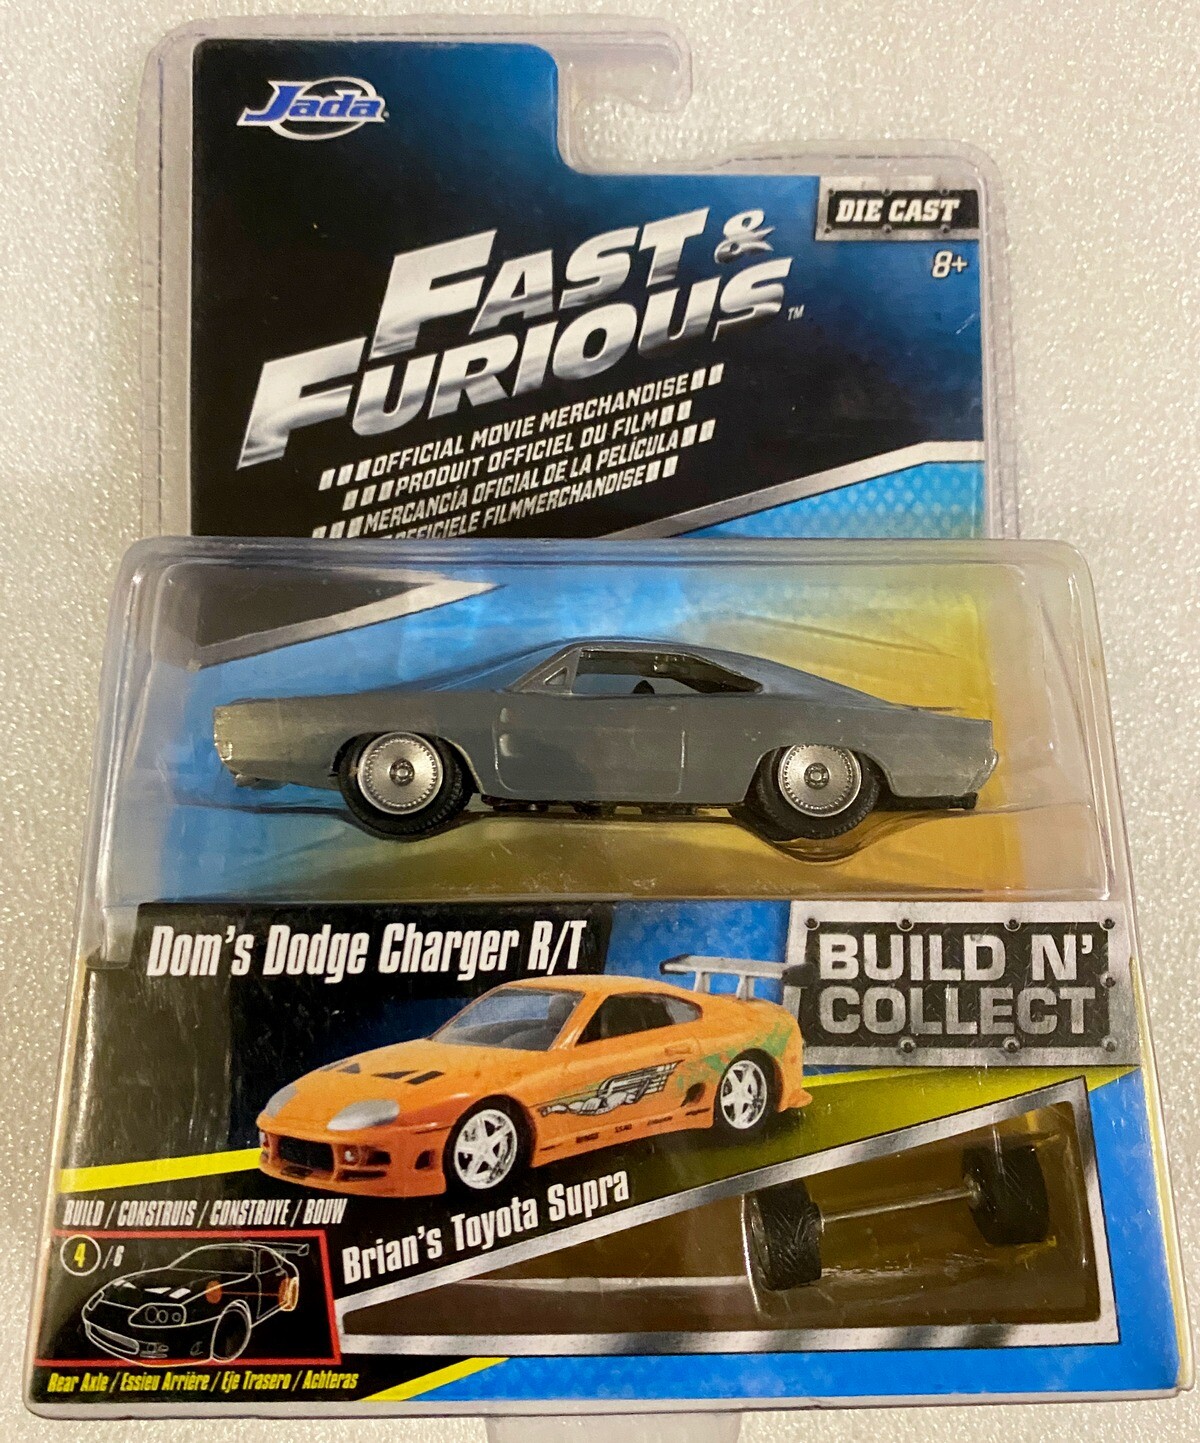 Jada
DIE CAST
8+
FAST &
FURIOUS™
OFFICIAL MOVIE MERCHANDISE
PRODUIT OFFICIEL DU FILM
MERCANCÍA OFICIAL DE LA PELÍCULA
OFFICIELE FILMMERCHANDISE
Dom's Dodge Charger R/T
BUILD N'
COLLECT
BUILD / CONSTRUIS / CONSTRUYE / BOUW
4 /6
Brian's Toyota Supra
Rear Axle / Essieu Arrière / Eje Trasero / Achteras